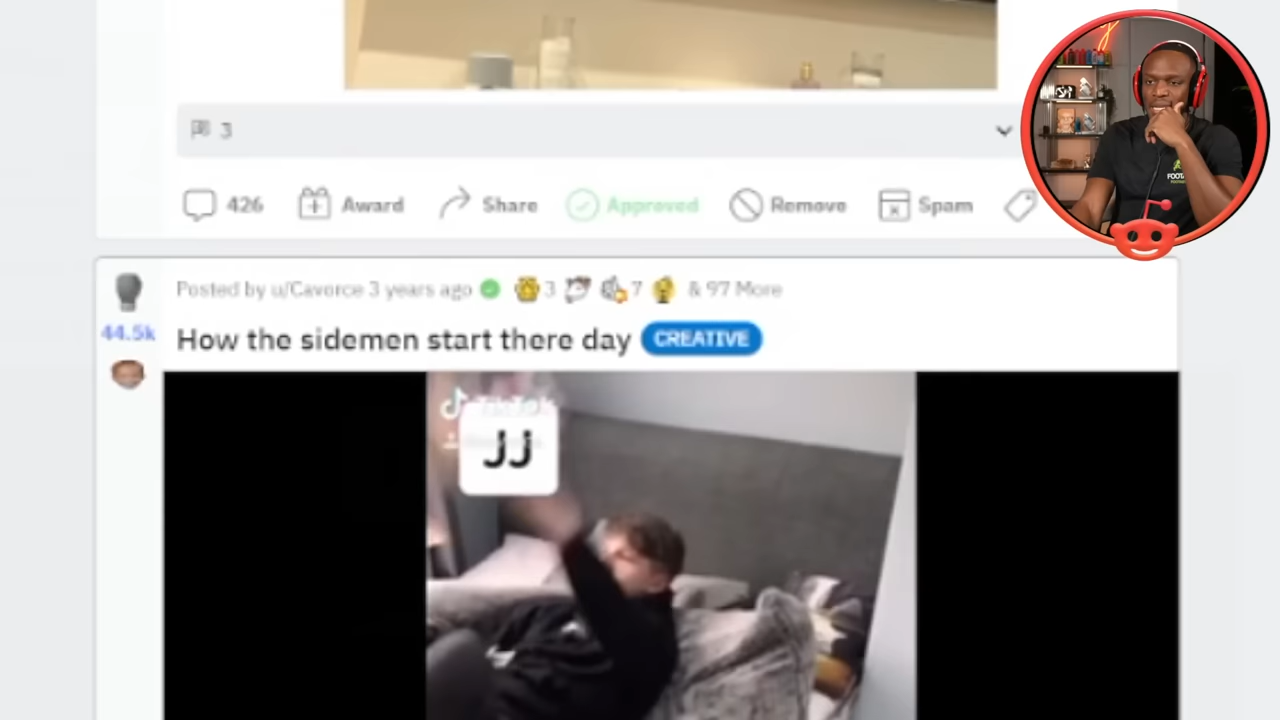 3
426 Award Share Approved Remove Spam
Posted by u/Cavorce 3 years ago 3 7 & 97 More
44.5k
How the sidemen start there day CREATIVE
TikTok
JJ